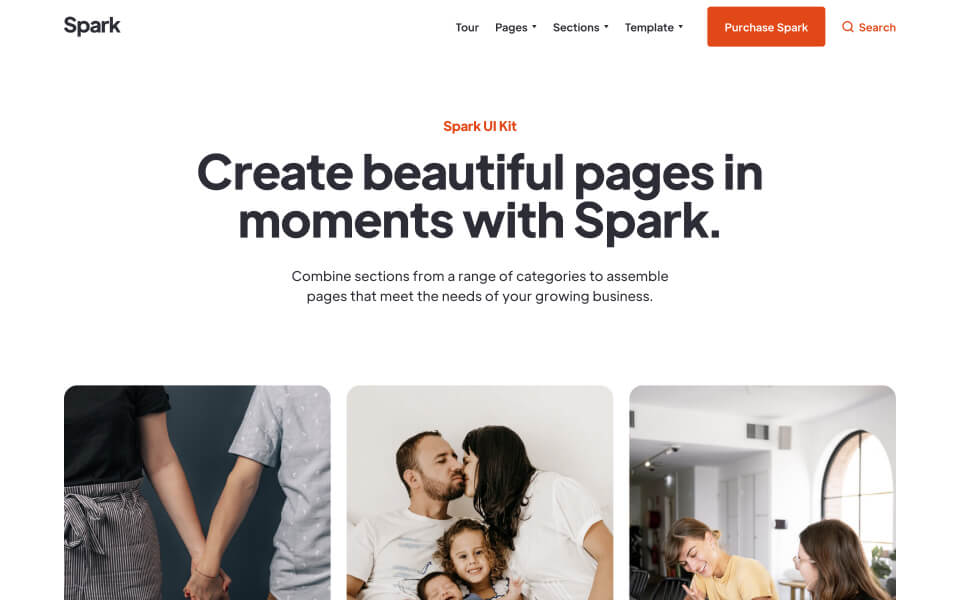 Spark
Tour Pages Sections Template Purchase Spark Search
Spark UI Kit
Create beautiful pages in
moments with Spark.
Combine sections from a range of categories to assemble
pages that meet the needs of your growing business.